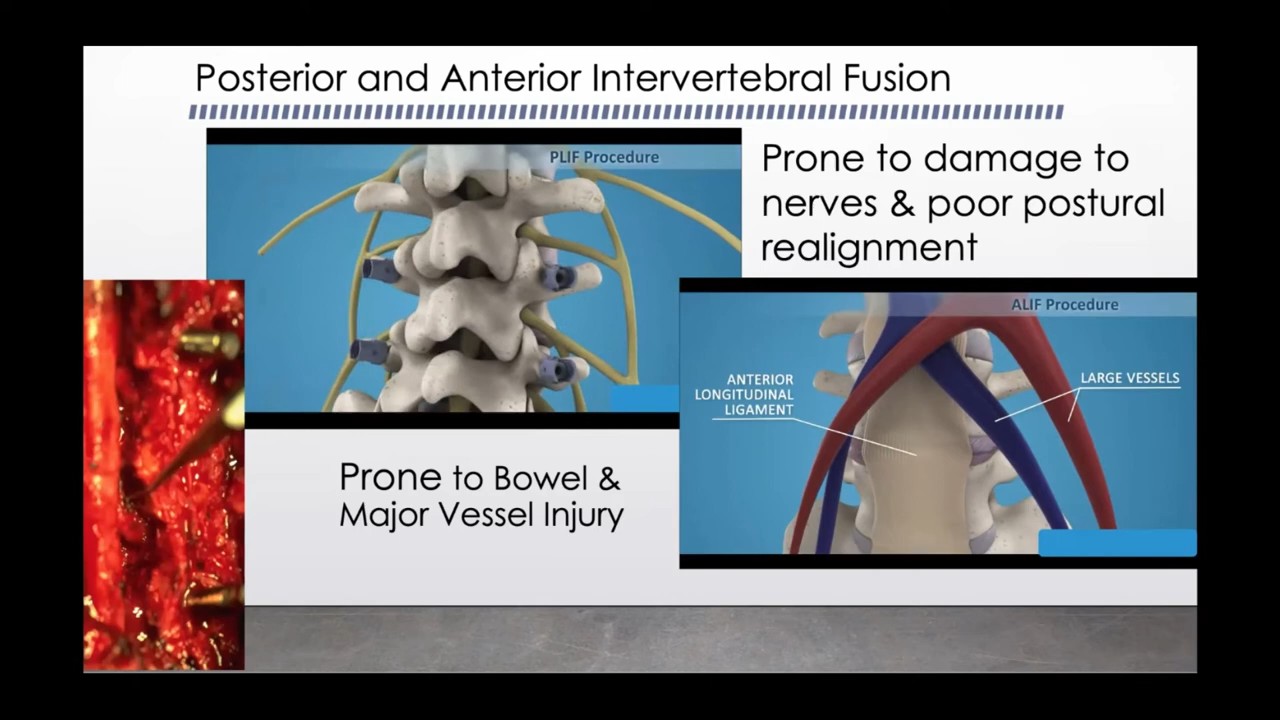 Posterior and Anterior Intervertebral Fusion
PLIF Procedure
Prone to damage to
nerves & poor postural
realignment
ALIF Procedure
ANTERIOR
LONGITUDINAL
LIGAMENT
LARGE VESSELS
Prone to Bowel &
Major Vessel Injury